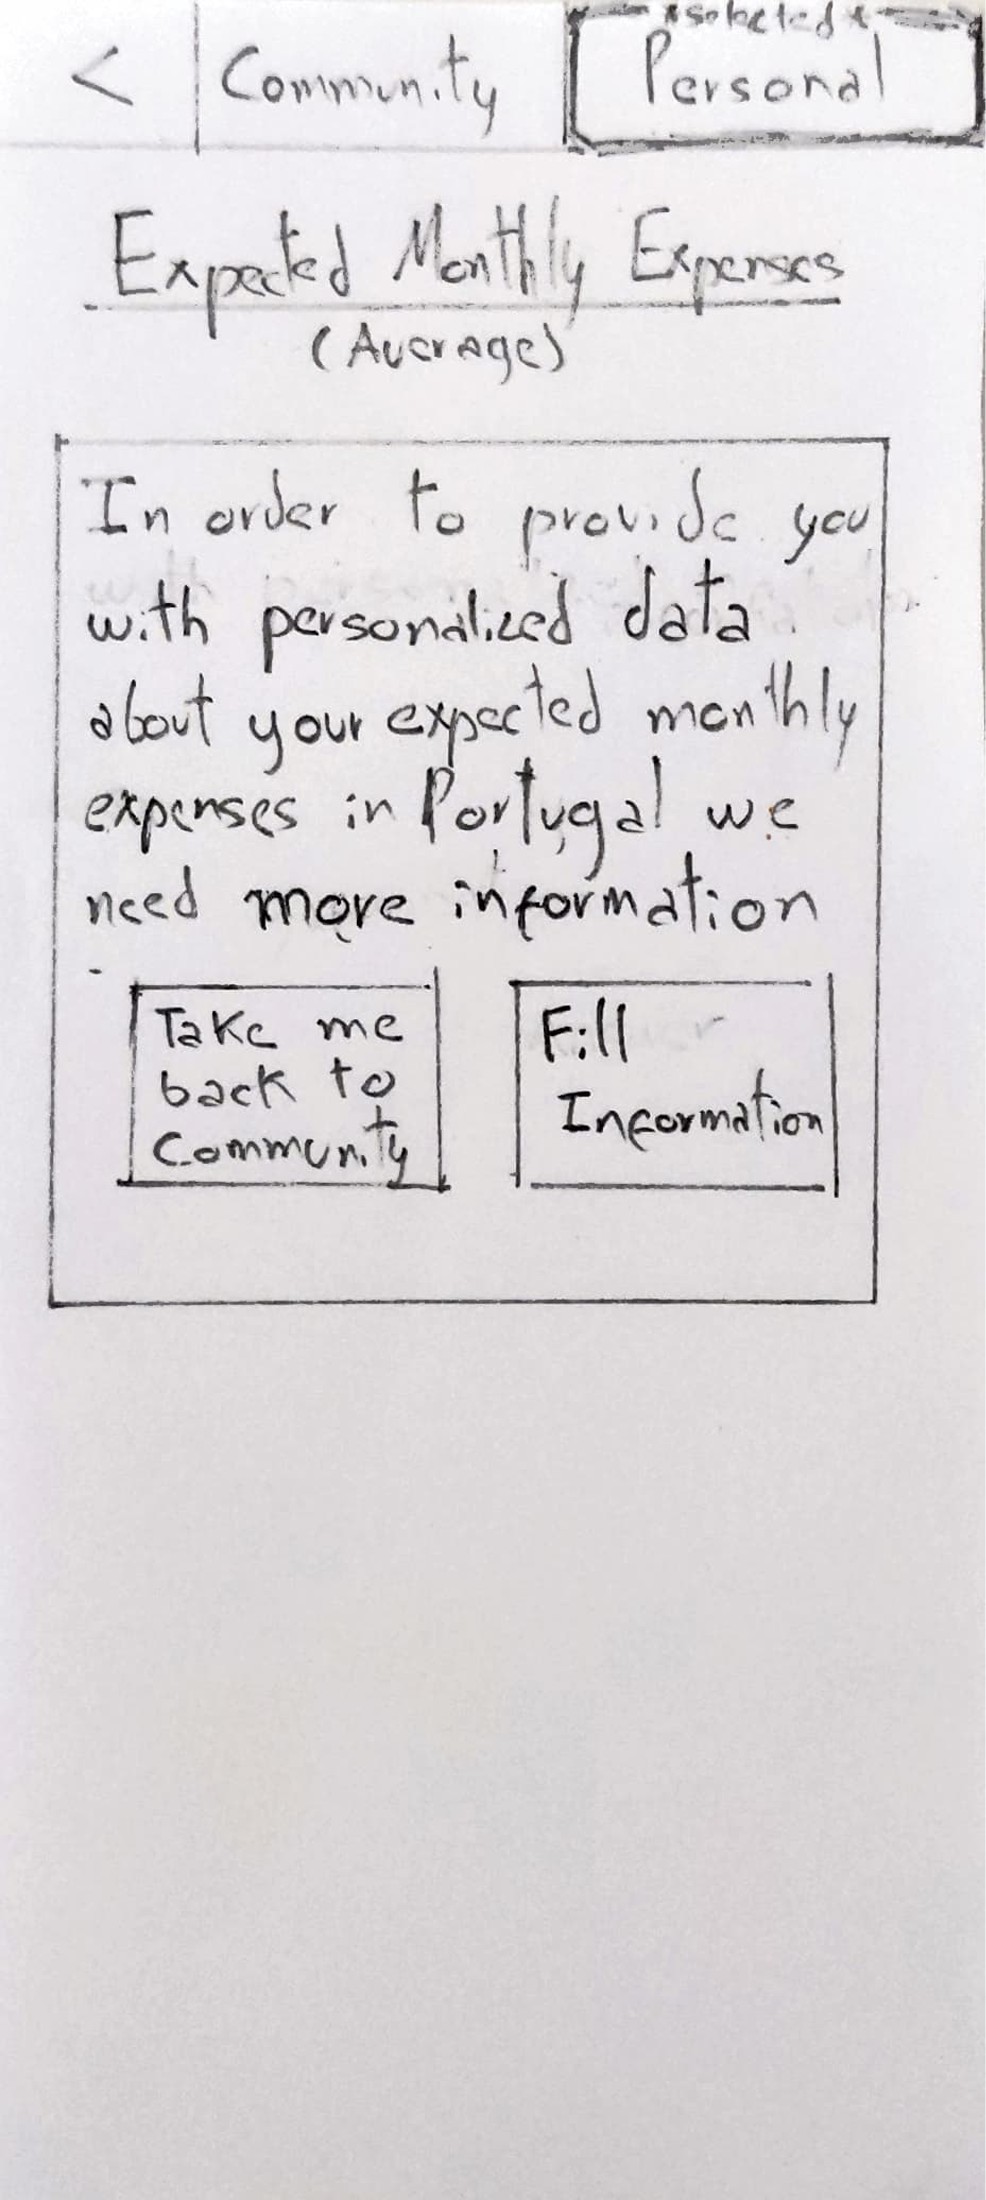 < Community *selected* Personal
Expected Monthly Expenses
(Average)
In order to provide you
with personalized data
about your expected monthly
expenses in Portugal we
need more information
Take me
back to
Community
Fill
Information